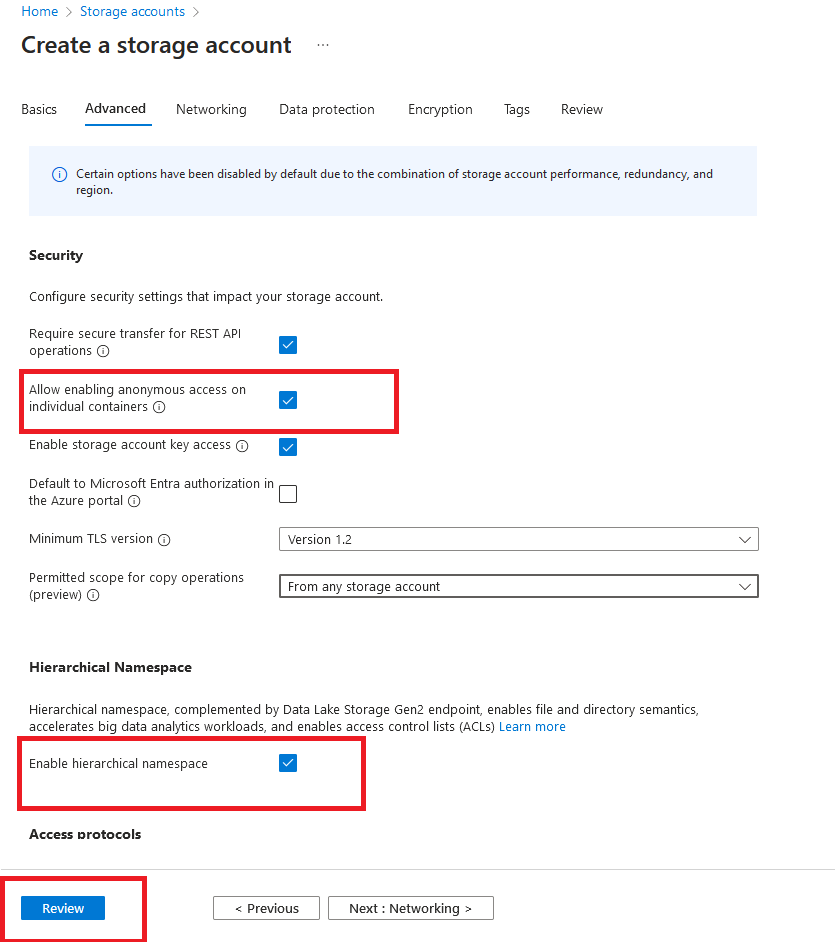 Home > Storage accounts >
Create a storage account ...
Basics Advanced Networking Data protection Encryption Tags Review
Certain options have been disabled by default due to the combination of storage account performance, redundancy, and
region.
Security
Configure security settings that impact your storage account.
Require secure transfer for REST API
operations
Allow enabling anonymous access on
individual containers
Enable storage account key access
Default to Microsoft Entra authorization in
the Azure portal
Minimum TLS version Version 1.2
Permitted scope for copy operations
(preview) From any storage account
Hierarchical Namespace
Hierarchical namespace, complemented by Data Lake Storage Gen2 endpoint, enables file and directory semantics,
accelerates big data analytics workloads, and enables access control lists (ACLs) Learn more
Enable hierarchical namespace
Access protocols
Review < Previous Next : Networking >